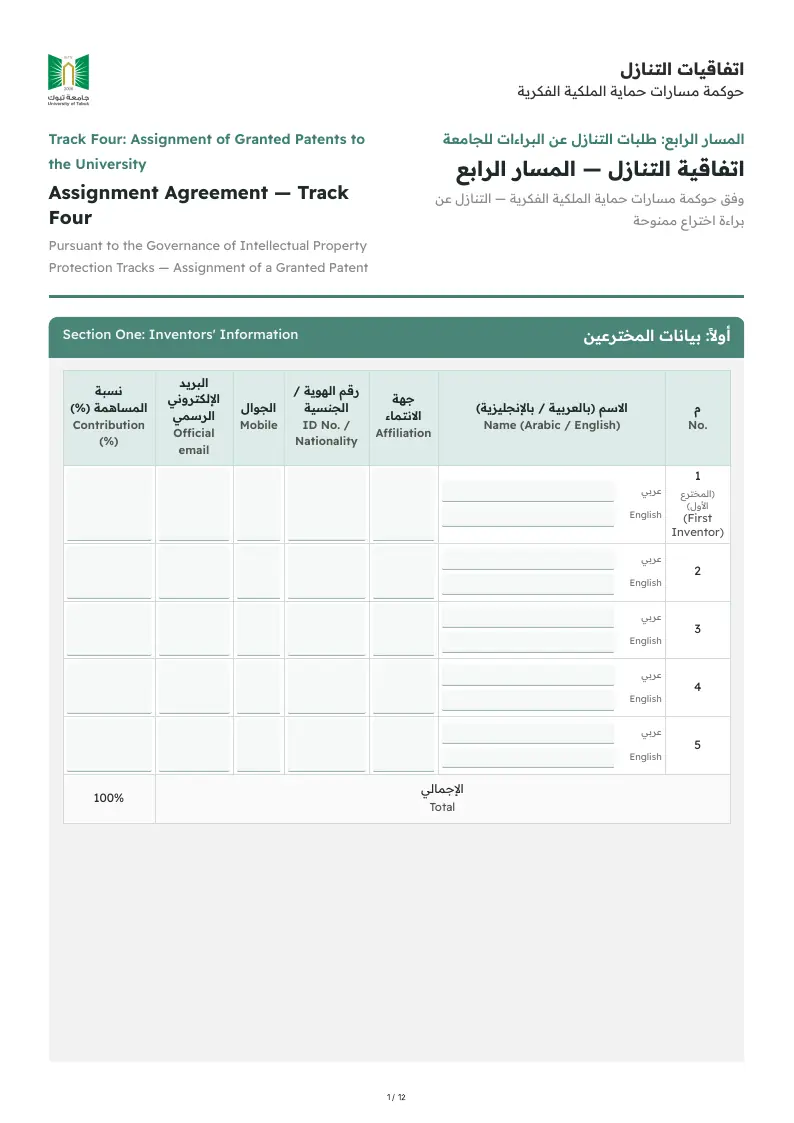 اتفاقيات التنازل
حوكمة مسارات حماية الملكية الفكرية
جامعة تبوك
University of Tabuk
المسار الرابع: طلبات التنازل عن البراءات للجامعة
اتفاقية التنازل — المسار الرابع
وفق حوكمة مسارات حماية الملكية الفكرية — التنازل عن
براءة اختراع ممنوحة
Track Four: Assignment of Granted Patents to
the University
Assignment Agreement — Track
Four
Pursuant to the Governance of Intellectual Property
Protection Tracks — Assignment of a Granted Patent
أولاً: بيانات المخترعين
Section One: Inventors' Information
م
No.
الاسم (بالعربية / بالإنجليزية)
Name (Arabic / English)
جهة
الانتماء
Affiliation
رقم الهوية /
الجنسية
ID No. /
Nationality
الجوال
Mobile
البريد
الإلكتروني
الرسمي
Official
email
نسبة
المساهمة (%)
Contribution
(%)
1
(المخترع
الأول)
(First
Inventor)
عربي
English
2
عربي
English
3
عربي
English
4
عربي
English
5
عربي
English
الإجمالي
Total
100%
1 / 12